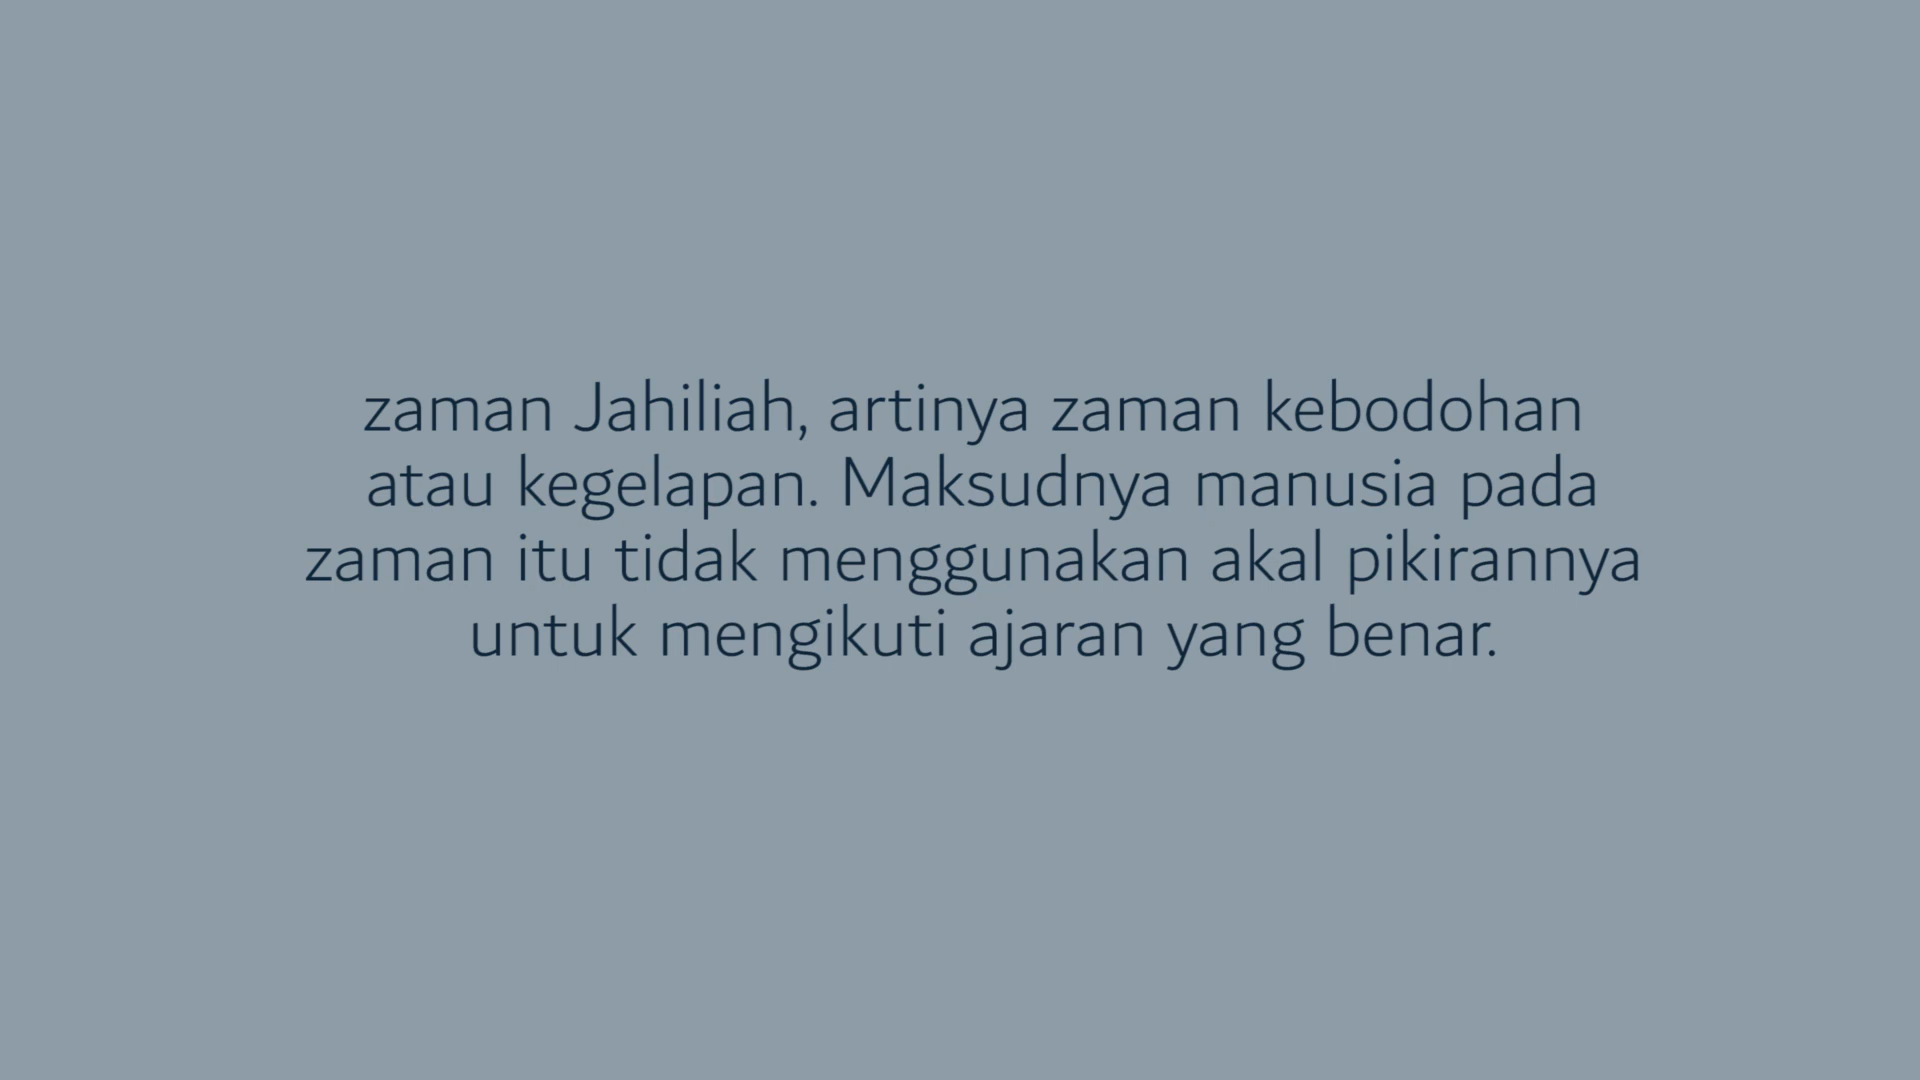 zaman Jahiliah, artinya zaman kebodohan
atau kegelapan. Maksudnya manusia pada
zaman itu tidak menggunakan akal pikirannya
untuk mengikuti ajaran yang benar.